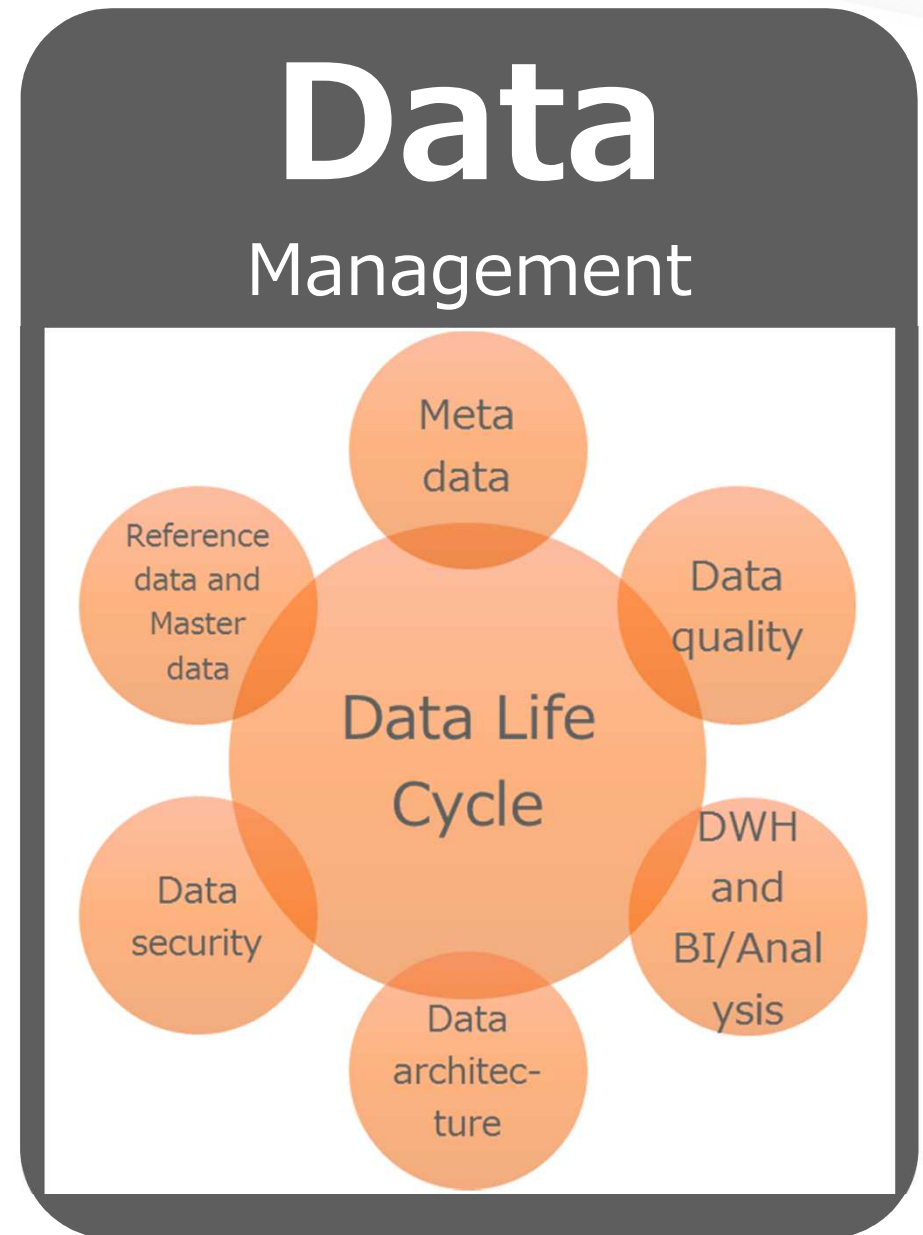 Data
Management
Meta
data
Reference
data and
Master
data
Data
quality
Data Life
Cycle
Data
security
DWH
and
BI/Anal
ysis
Data
architec-
ture